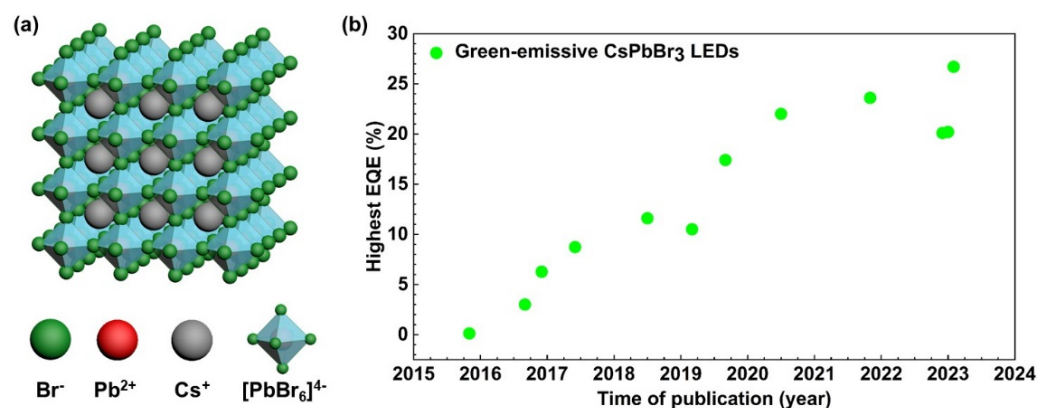 (a)
Br⁻
Pb²⁺
Cs⁺
[PbBr₆]⁴⁻
(b)
Highest EQE (%)
30
25
20
15
10
5
0
Green-emissive CsPbBr₃ LEDs
2015 2016 2017 2018 2019 2020 2021 2022 2023 2024
Time of publication (year)